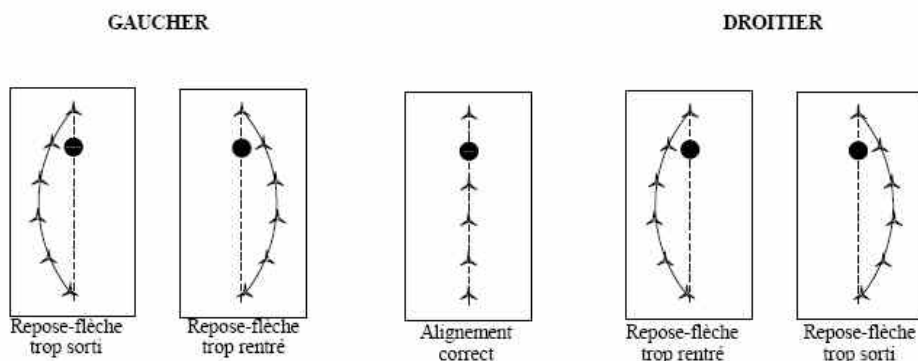 GAUCHER
DROITIER
Repose-flèche
trop sorti
Repose-flèche
trop rentré
Alignement
correct
Repose-flèche
trop rentré
Repose-flèche
trop sorti